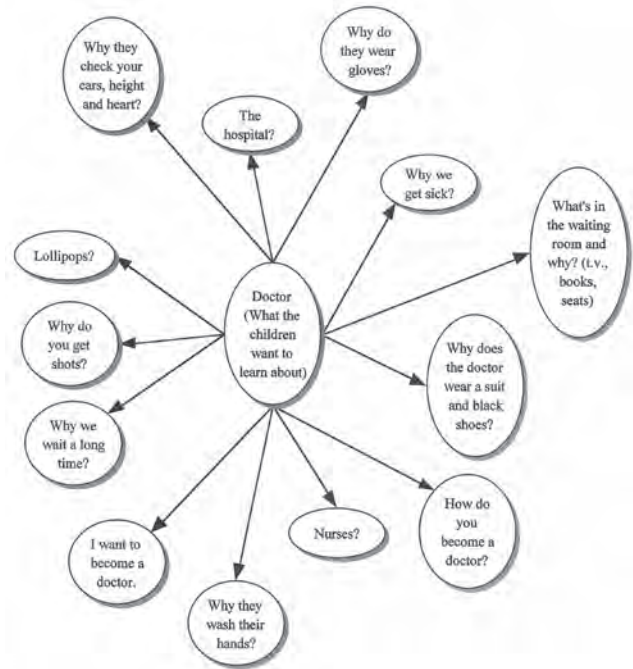 Why they
check your
cars, height
and heart?
Why do
they wear
gloves?
The
hospital?
Why we
get sick?
What's in
the waiting
room and
why? (t.v.,
books,
seats)
Lollipops?
Doctor
(What the
children
want to
learn about)
Why do
you get
shots?
Why does
the doctor
wear a suit
and black
shoes?
Why we
wait a long
time?
How do
you
become a
doctor?
Nurses?
I want to
become a
doctor.
Why they
wash their
hands?